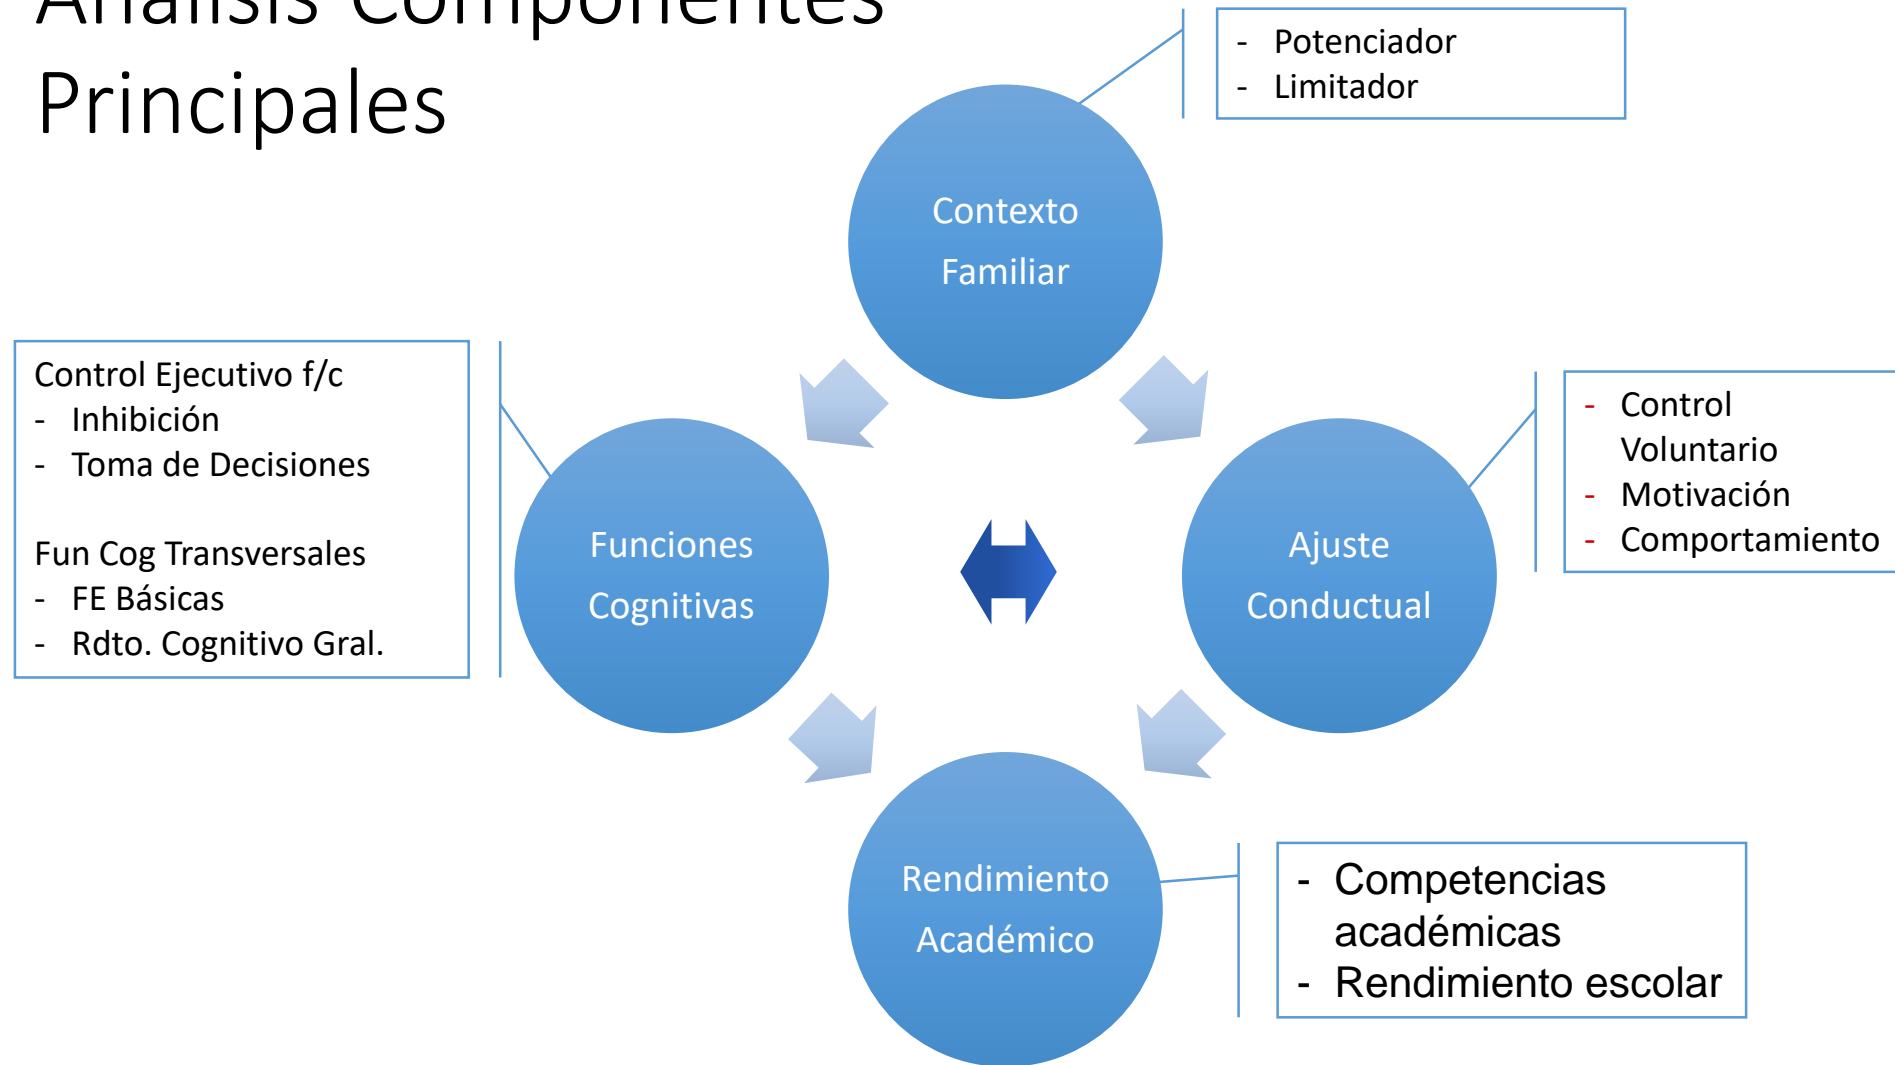 Análisis Componentes
Principales
- Potenciador
- Limitador
Contexto
Familiar
Control Ejecutivo f/c
- Inhibición
- Toma de Decisiones
Fun Cog Transversales
- FE Básicas
- Rdto. Cognitivo Gral.
Funciones
Cognitivas
Ajuste
Conductual
- Control
Voluntario
- Motivación
- Comportamiento
Rendimiento
Académico
- Competencias
académicas
- Rendimiento escolar